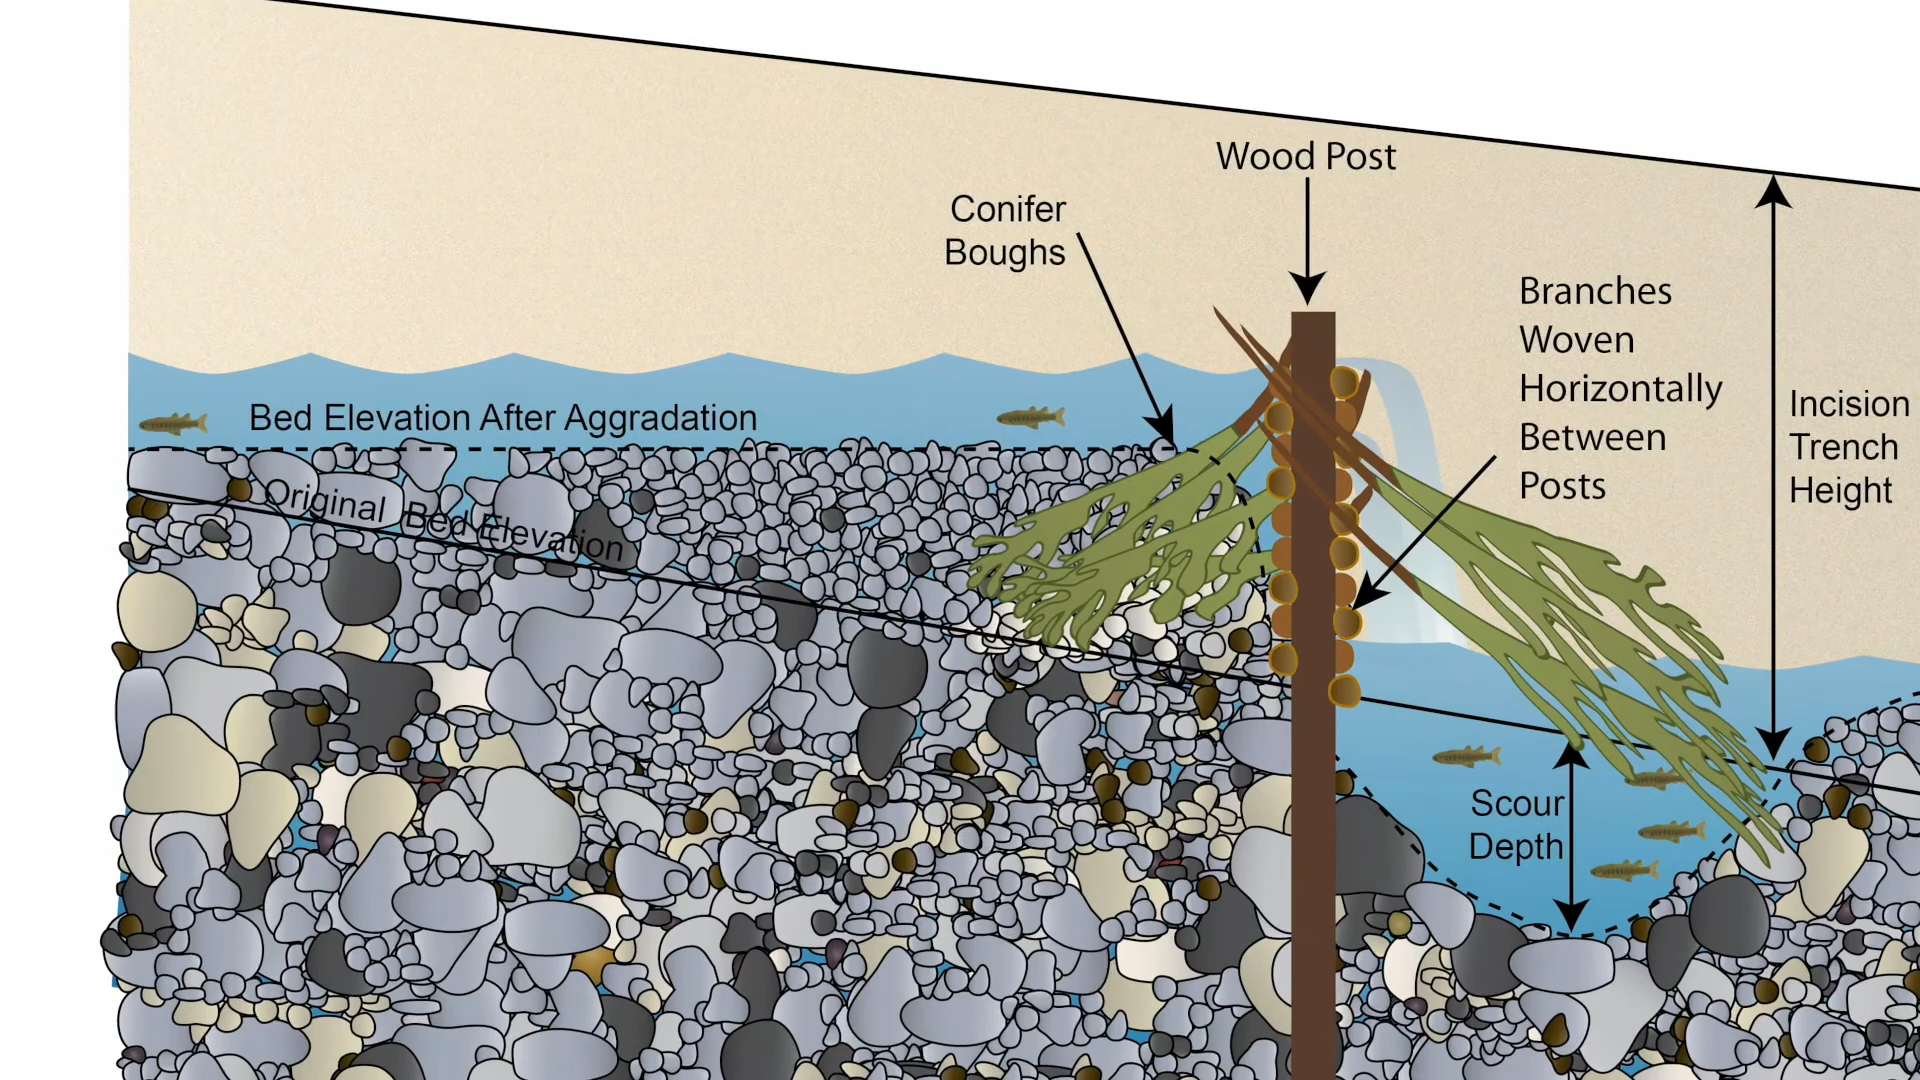 Wood Post
Conifer
Boughs
Branches
Woven
Horizontally
Between
Posts
Incision
Trench
Height
Bed Elevation After Aggradation
Original Bed Elevation
Scour
Depth